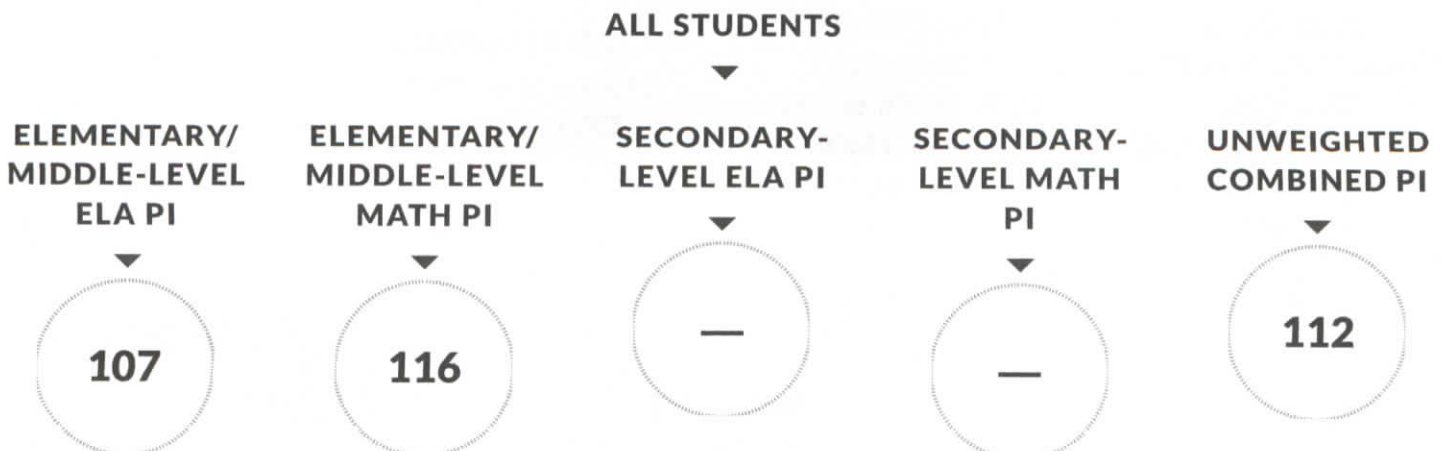 ALL STUDENTS
ELEMENTARY/
MIDDLE-LEVEL
ELA PI
107
ELEMENTARY/
MIDDLE-LEVEL
MATH PI
116
SECONDARY-
LEVEL ELA PI
—
SECONDARY-
LEVEL MATH
PI
—
UNWEIGHTED
COMBINED PI
112